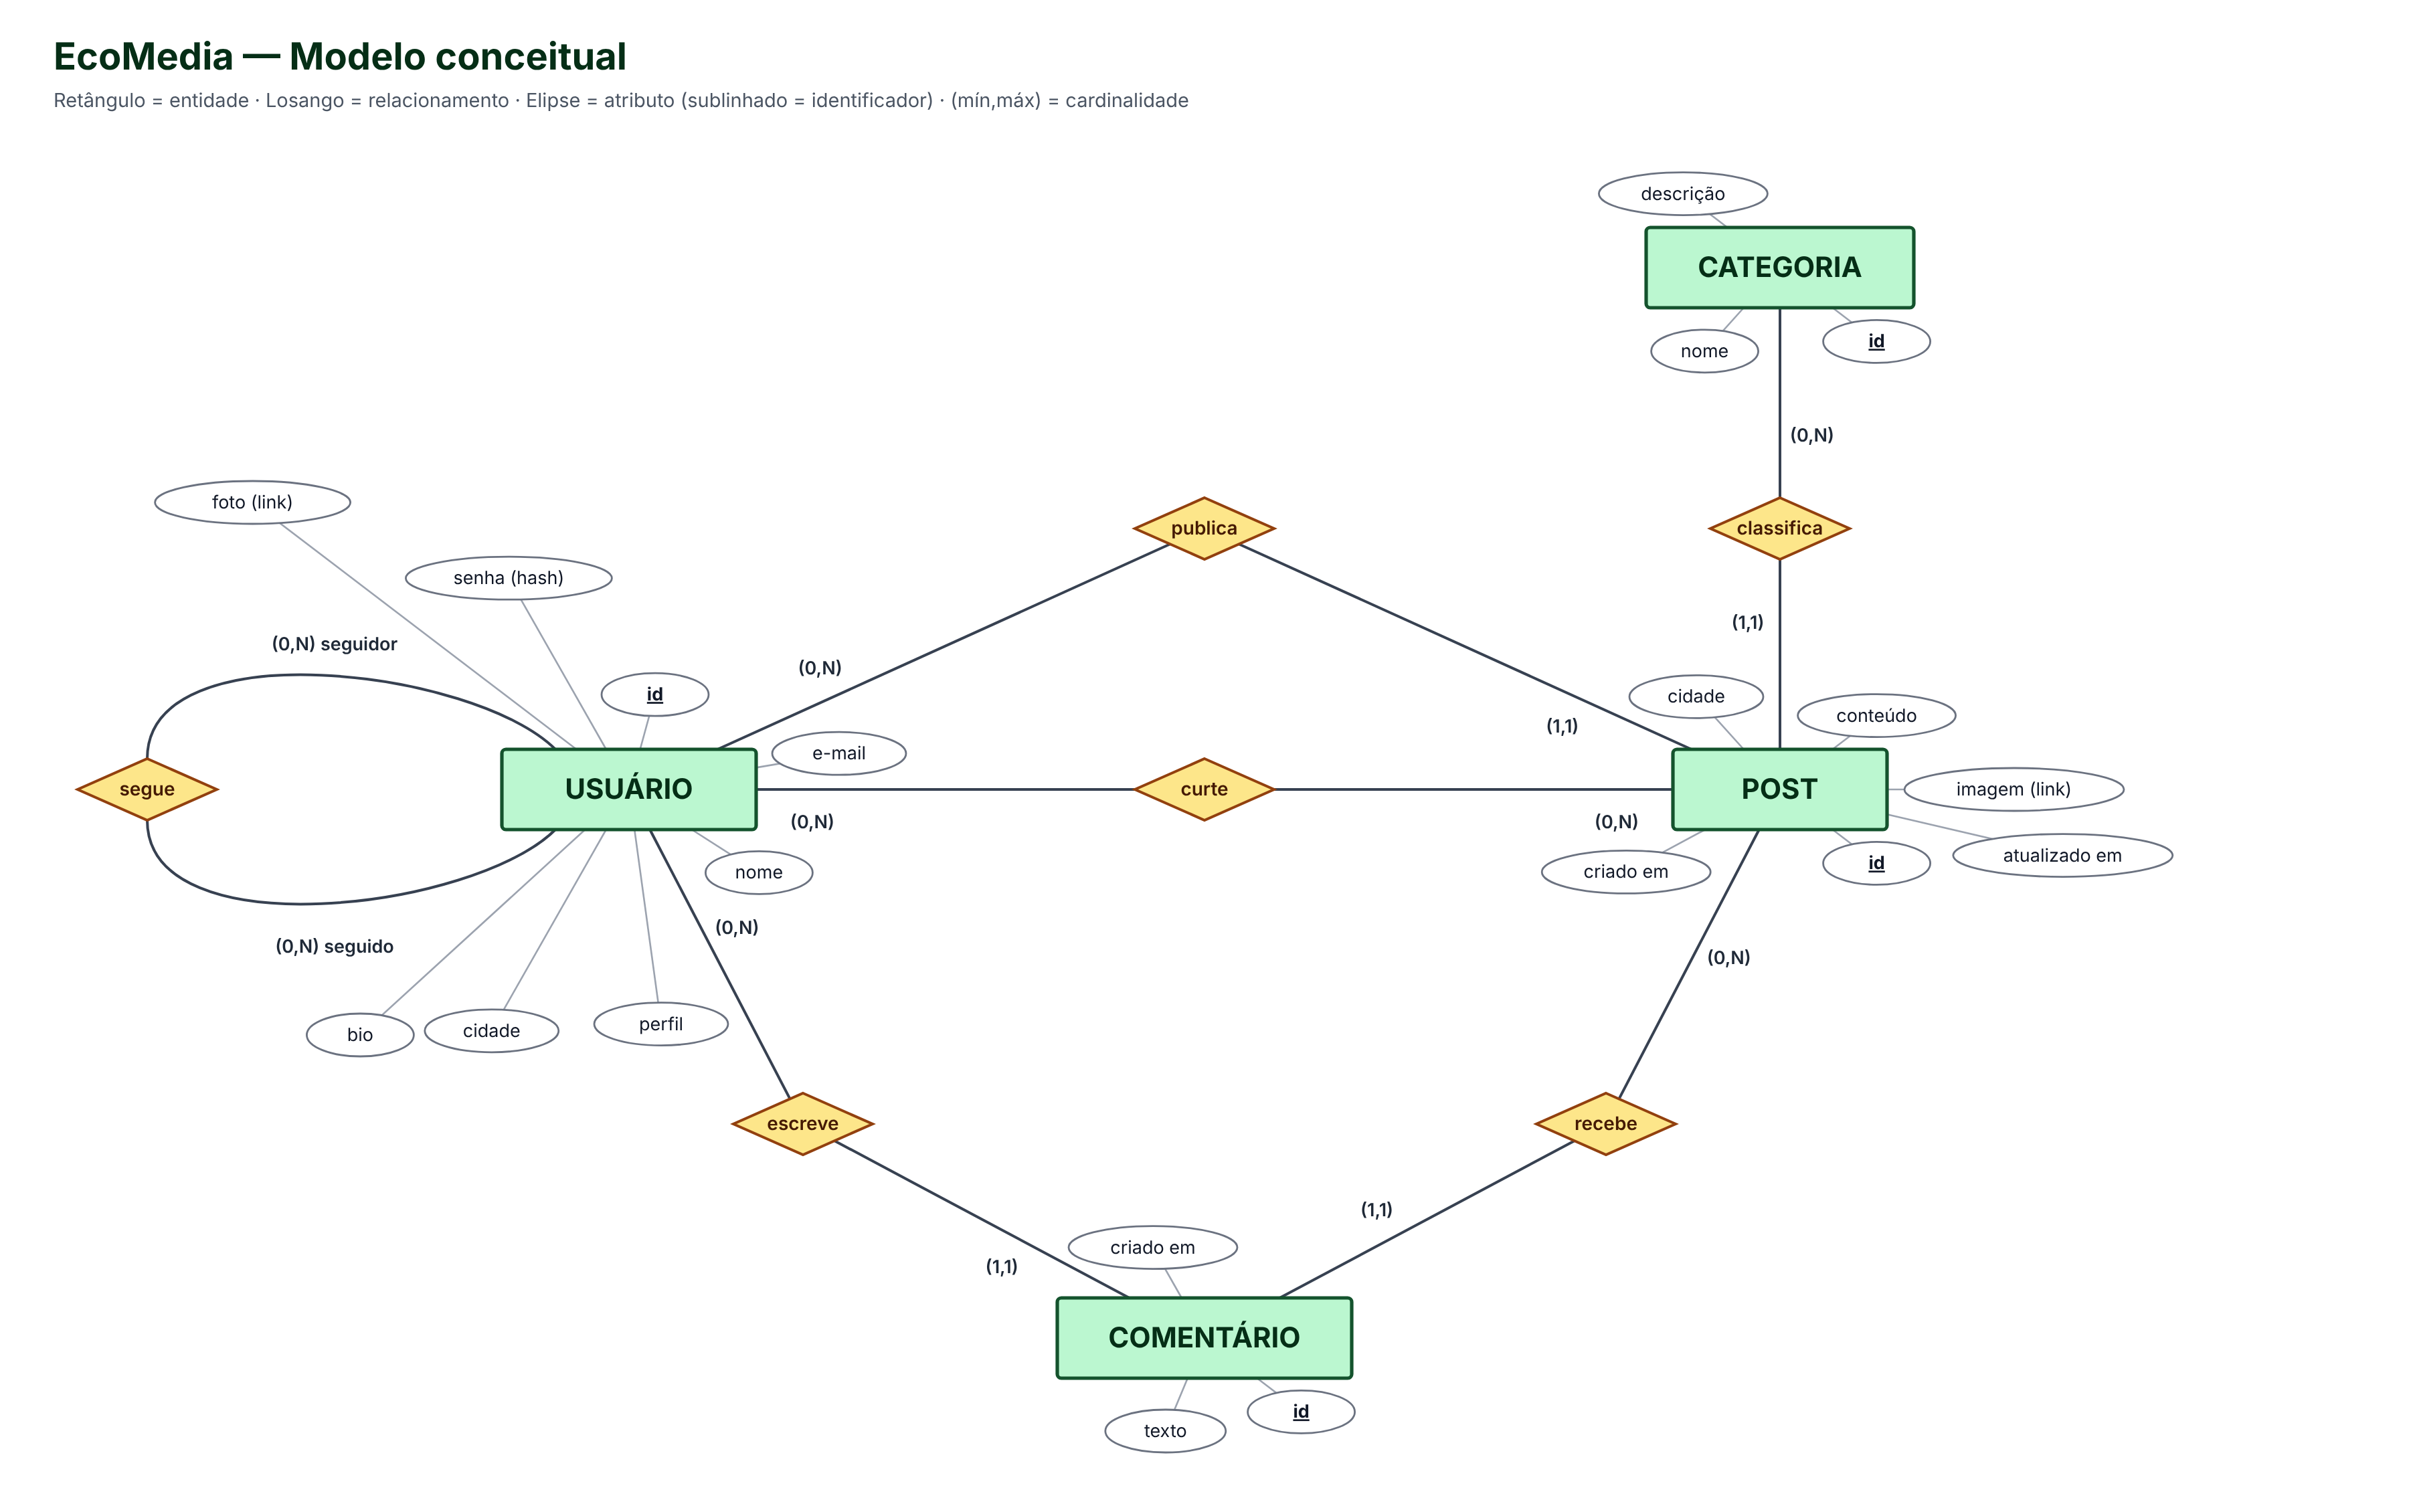 EcoMedia — Modelo conceitual
Retângulo = entidade · Losango = relacionamento · Elipse = atributo (sublinhado = identificador) · (mín,máx) = cardinalidade
descrição
CATEGORIA
nome
id
(0,N)
foto (link)
publica
classifica
senha (hash)
(1,1)
(0,N) seguidor
(0,N)
id
cidade
conteúdo
(1,1)
e-mail
segue
USUÁRIO
curte
POST
imagem (link)
(0,N)
(0,N)
atualizado em
nome
criado em
id
(0,N)
(0,N) seguido
(0,N)
bio
cidade
perfil
escreve
recebe
(1,1)
criado em
(1,1)
COMENTÁRIO
texto
id